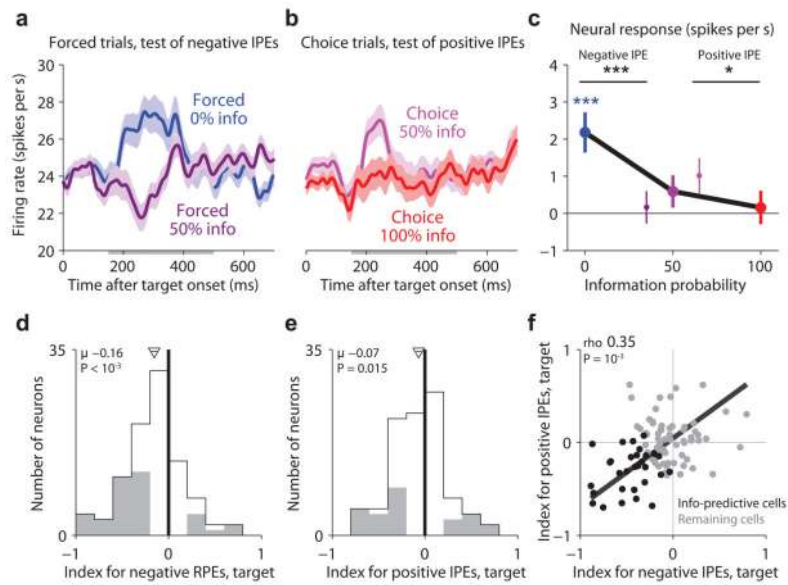 a
Forced trials, test of negative IPEs
30
28
26
24
22
20
Firing rate (spikes per s)
Forced
0% info
Forced
50% info
0 200 400 600
Time after target onset (ms)
b
Choice trials, test of positive IPEs
Choice
50% info
Choice
100% info
0 200 400 600
Time after target onset (ms)
c
Neural response (spikes per s)
4
3
2
1
0
−1
Negative IPE
***
Positive IPE
*
***
0 50 100
Information probability
d
35
0
Number of neurons
μ −0.16
P < 10⁻³
−1 0 1
Index for negative RPEs, target
e
35
0
Number of neurons
μ −0.07
P = 0.015
−1 0 1
Index for positive IPEs, target
f
1
0
−1
Index for positive IPEs, target
rho 0.35
P = 10⁻³
Info-predictive cells
Remaining cells
−1 0 1
Index for negative IPEs, target